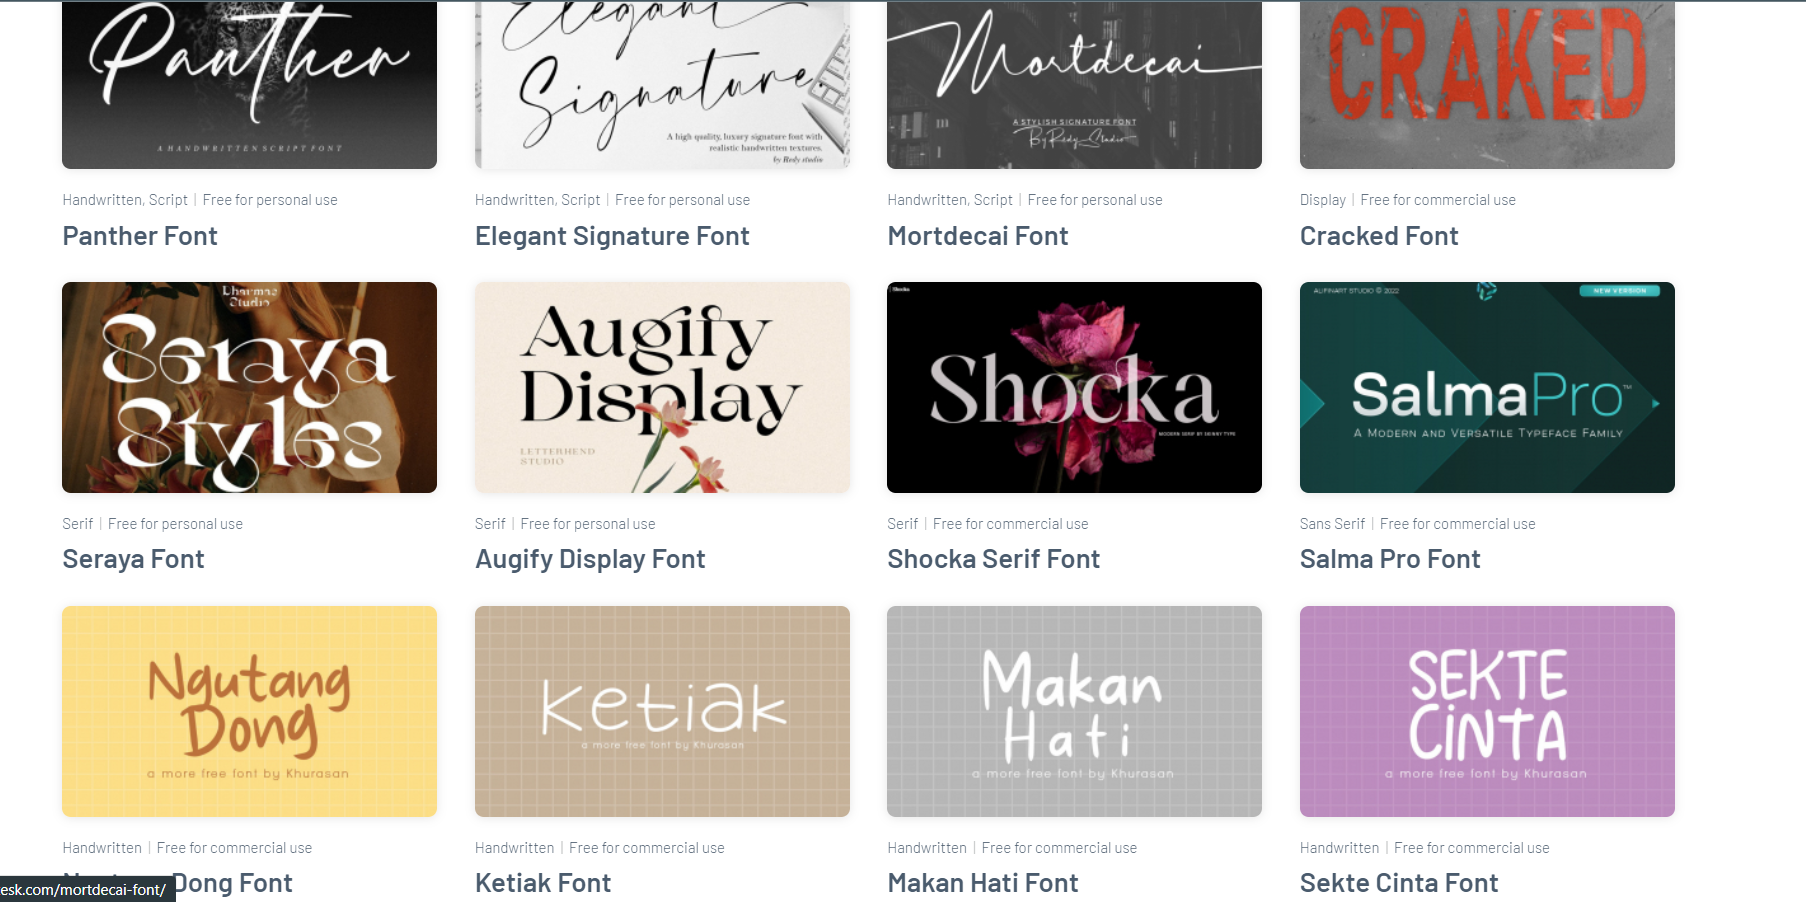 Panther
A HANDWRITTEN SCRIPT FONT
Elegant
Signature.
A high quality, luxury signature font with
realistic handwritten textures.
by Redy studio
Mortdecai
A STYLISH SIGNATURE FONT
By Redy Studio
CRAKED
Handwritten, Script | Free for personal use
Panther Font
Handwritten, Script | Free for personal use
Elegant Signature Font
Handwritten, Script | Free for personal use
Mortdecai Font
Display | Free for commercial use
Cracked Font
Dharmas
Studio
Seraya
Styles
Augify
Display
LETTERHEND
STUDIO
Shocka
Shocka
MODERN SERIF BY SKINNY TYPE
ALIFINART STUDIO © 2022
NEW VERSION
SalmaPro™
A MODERN AND VERSATILE TYPEFACE FAMILY
Serif | Free for personal use
Seraya Font
Serif | Free for personal use
Augify Display Font
Serif | Free for commercial use
Shocka Serif Font
Sans Serif | Free for commercial use
Salma Pro Font
Ngutang
Dong
a more free font by Khurasan
Ketiak
a more free font by Khurasan
Makan
Hati
a more free font by Khurasan
SEKTE
CINTA
a more free font by Khurasan
Handwritten | Free for commercial use
Dong Font
Handwritten | Free for commercial use
Ketiak Font
Handwritten | Free for commercial use
Makan Hati Font
Handwritten | Free for commercial use
Sekte Cinta Font
esk.com/mortdecai-font/